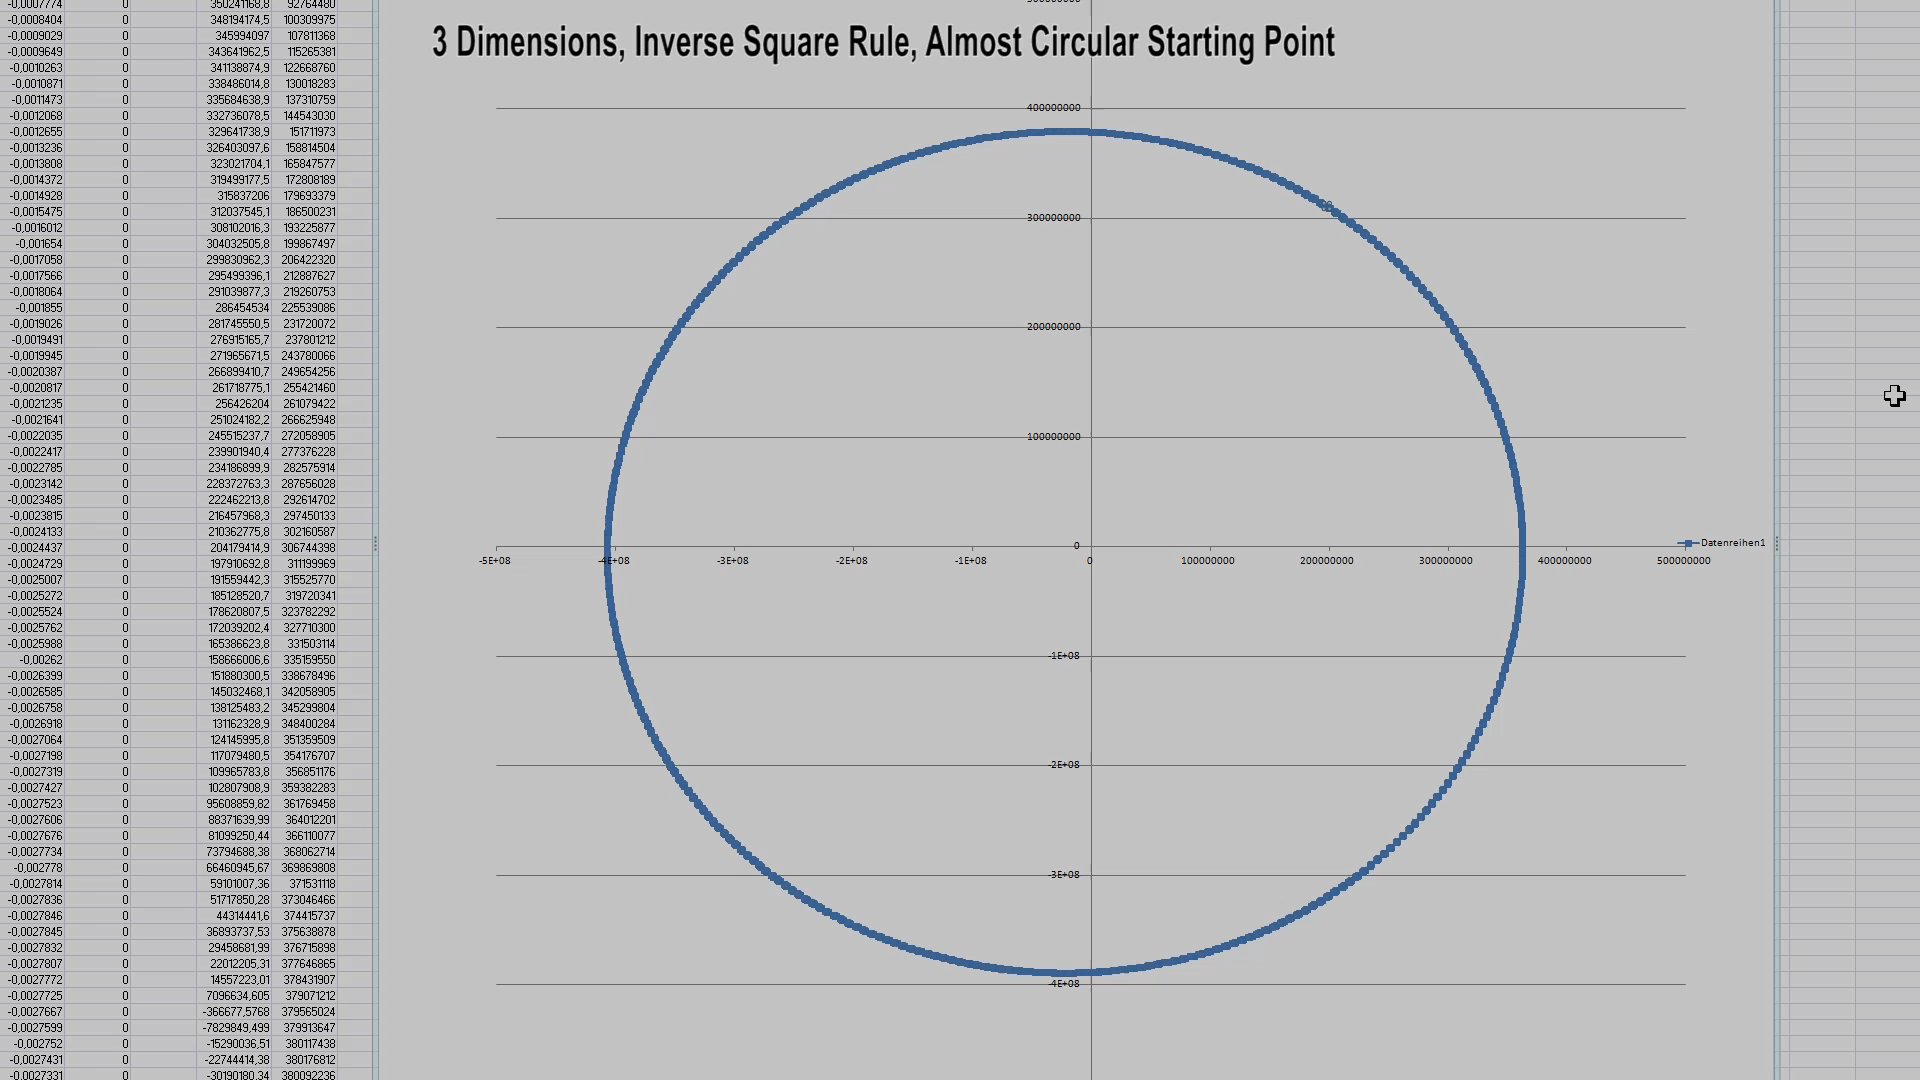 3 Dimensions, Inverse Square Rule, Almost Circular Starting Point
-0,0007774 0 350241168,8 92764480
-0,0008404 0 348194174,5 100309975
-0,0009029 0 345994097 107811368
-0,0009649 0 343641962,5 115265381
-0,0010263 0 341138874,9 122668760
-0,0010871 0 338486014,8 130018283
-0,0011473 0 335684638,9 137310759
-0,0012068 0 332736078,5 144543030
-0,0012655 0 329641738,9 151711973
-0,0013236 0 326403097,6 158814504
-0,0013808 0 323021704,1 165847577
-0,0014372 0 319499177,5 172808189
-0,0014928 0 315837206 179693379
-0,0015475 0 312037545,1 186500231
-0,0016012 0 308102016,3 193225877
-0,001654 0 304032505,8 199867497
-0,0017058 0 299830962,3 206422320
-0,0017566 0 295499396,1 212887627
-0,0018064 0 291039877,3 219260753
-0,001855 0 286454534 225539086
-0,0019026 0 281745550,5 231720072
-0,0019491 0 276915165,7 237801212
-0,0019945 0 271965671,5 243780066
-0,0020387 0 266899410,7 249654256
-0,0020817 0 261718775,1 255421460
-0,0021235 0 256426204 261079422
-0,0021641 0 251024182,2 266625948
-0,0022035 0 245515237,7 272058905
-0,0022417 0 239901940,4 277376228
-0,0022785 0 234186899,9 282575914
-0,0023142 0 228372763,3 287656028
-0,0023485 0 222462213,8 292614702
-0,0023815 0 216457968,3 297450133
-0,0024133 0 210362775,8 302160587
-0,0024437 0 204179414,9 306744398
-0,0024729 0 197910692,8 311199969
-0,0025007 0 191559442,3 315525770
-0,0025272 0 185128520,7 319720341
-0,0025524 0 178620807,5 323782292
-0,0025762 0 172039202,4 327710300
-0,0025988 0 165386623,8 331503114
-0,00262 0 158666006,6 335159550
-0,0026399 0 151880300,5 338678496
-0,0026585 0 145032468,1 342058905
-0,0026758 0 138125483,2 345299804
-0,0026918 0 131162328,9 348400284
-0,0027064 0 124145995,8 351359509
-0,0027198 0 117079480,5 354176707
-0,0027319 0 109965783,8 356851176
-0,0027427 0 102807908,9 359382283
-0,0027523 0 95608859,82 361769458
-0,0027606 0 88371639,99 364012201
-0,0027676 0 81099250,44 366110077
-0,0027734 0 73794688,38 368062714
-0,002778 0 66460945,67 369869808
-0,0027814 0 59101007,36 371531118
-0,0027836 0 51717850,28 373046466
-0,0027846 0 44314441,6 374415737
-0,0027845 0 36893737,53 375638878
-0,0027832 0 29458681,99 376715898
-0,0027807 0 22012205,31 377646865
-0,0027772 0 14557223,01 378431907
-0,0027725 0 7096634,605 379071212
-0,0027667 0 -366677,5768 379565024
-0,0027599 0 -7829849,499 379913647
-0,002752 0 -15290036,51 380117438
-0,0027431 0 -22744414,38 380176812
-0,0027331 0 -30190180,34 380092236
400000000
300000000
200000000
100000000
0
-5E+08 -4E+08 -3E+08 -2E+08 -1E+08 0 100000000 200000000 300000000 400000000 500000000
-1E+08
-2E+08
-3E+08
-4E+08
Datenreihen1